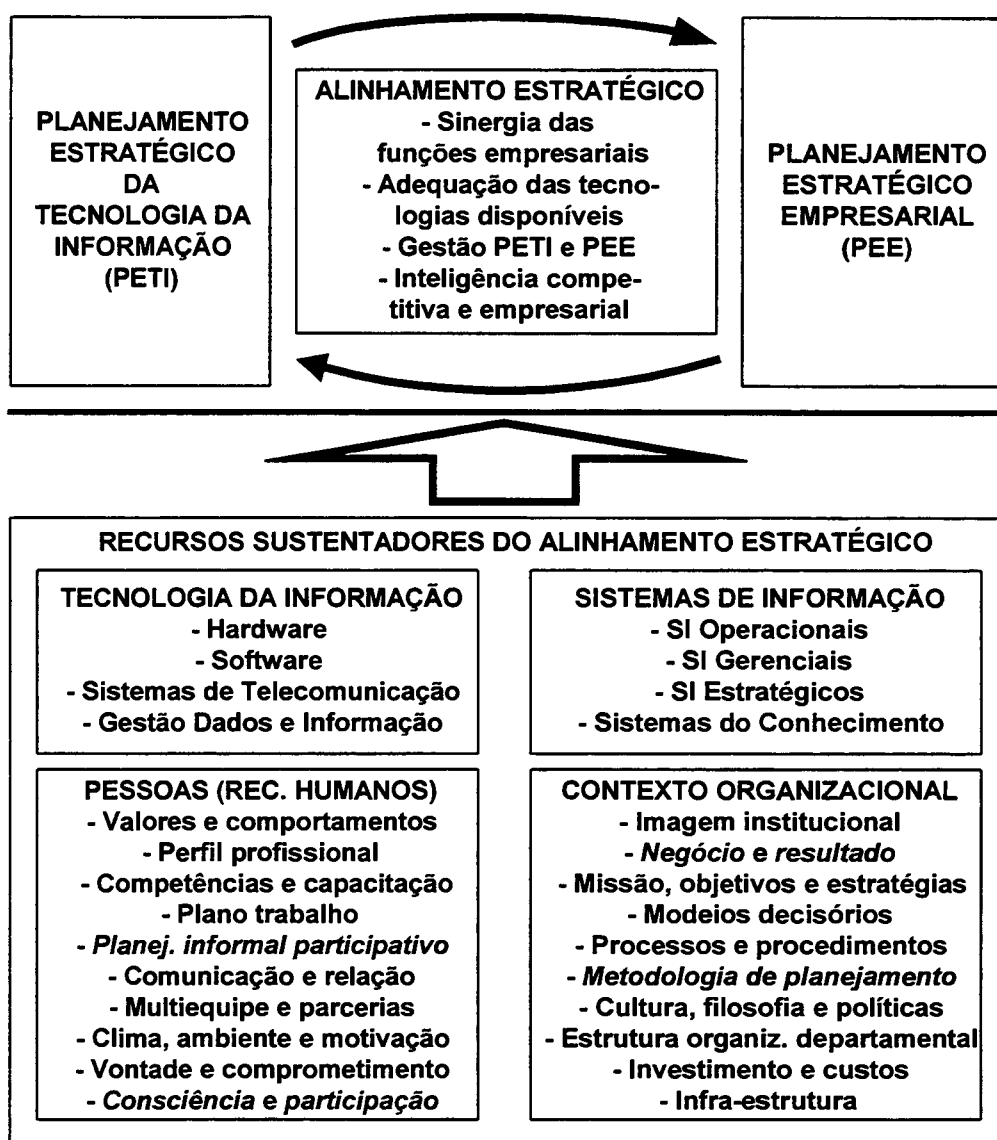 PLANEJAMENTO
ESTRATÉGICO
DA
TECNOLOGIA DA
INFORMAÇÃO
(PETI)
ALINHAMENTO ESTRATÉGICO
- Sinergia das
funções empresariais
- Adequação das tecno-
logias disponíveis
- Gestão PETI e PEE
- Inteligência compe-
titiva e empresarial
PLANEJAMENTO
ESTRATÉGICO
EMPRESARIAL
(PEE)
RECURSOS SUSTENTADORES DO ALINHAMENTO ESTRATÉGICO
TECNOLOGIA DA INFORMAÇÃO
- Hardware
- Software
- Sistemas de Telecomunicação
- Gestão Dados e Informação
SISTEMAS DE INFORMAÇÃO
- SI Operacionais
- SI Gerenciais
- SI Estratégicos
- Sistemas do Conhecimento
PESSOAS (REC. HUMANOS)
- Valores e comportamentos
- Perfil profissional
- Competências e capacitação
- Plano trabalho
- Planej. informal participativo
- Comunicação e relação
- Multiequipe e parcerias
- Clima, ambiente e motivação
- Vontade e comprometimento
- Consciência e participação
CONTEXTO ORGANIZACIONAL
- Imagem institucional
- Negócio e resultado
- Missão, objetivos e estratégias
- Modeios decisórios
- Processos e procedimentos
- Metodologia de planejamento
- Cultura, filosofia e políticas
- Estrutura organiz. departamental
- Investimento e custos
- Infra-estrutura